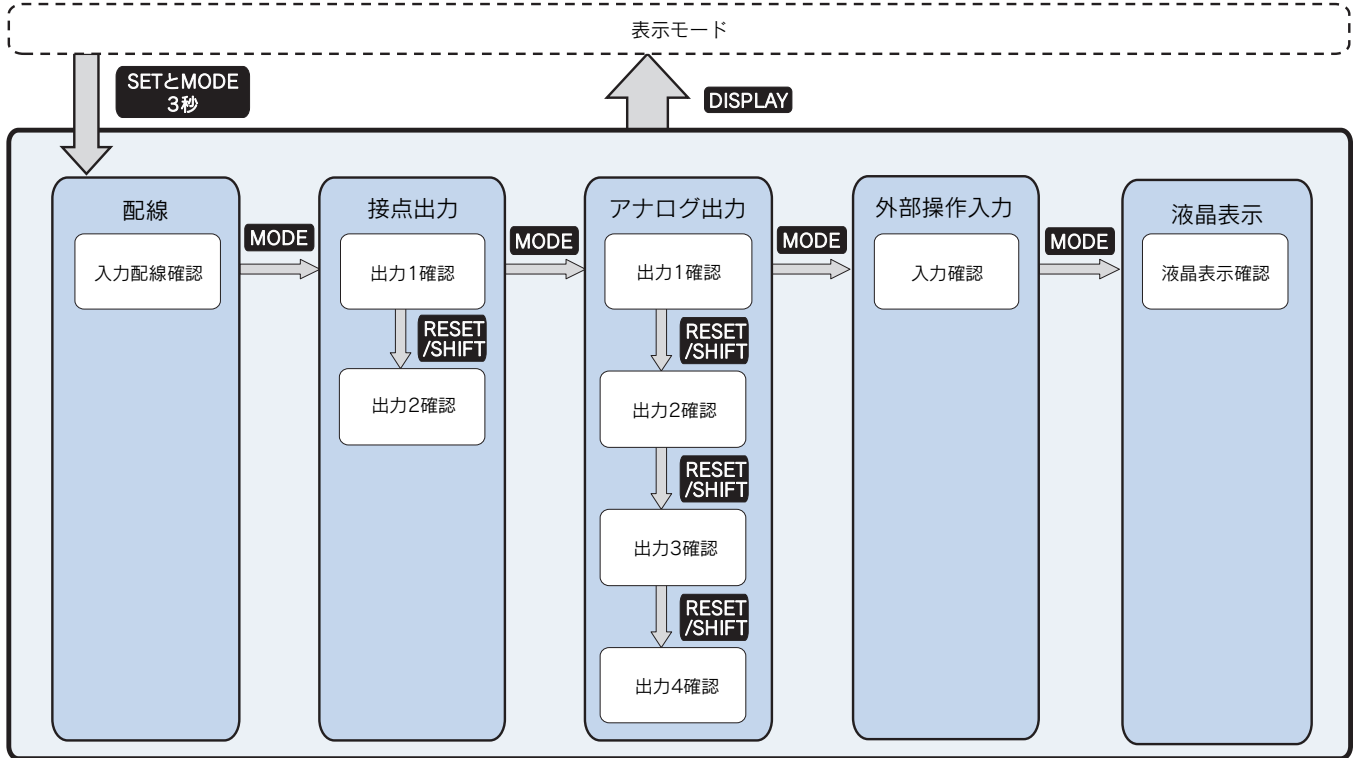 表示モード
SETとMODE
3秒
DISPLAY
配線
入力配線確認
MODE
接点出力
出力1確認
RESET
/SHIFT
出力2確認
MODE
アナログ出力
出力1確認
RESET
/SHIFT
出力2確認
RESET
/SHIFT
出力3確認
RESET
/SHIFT
出力4確認
MODE
外部操作入力
入力確認
MODE
液晶表示
液晶表示確認